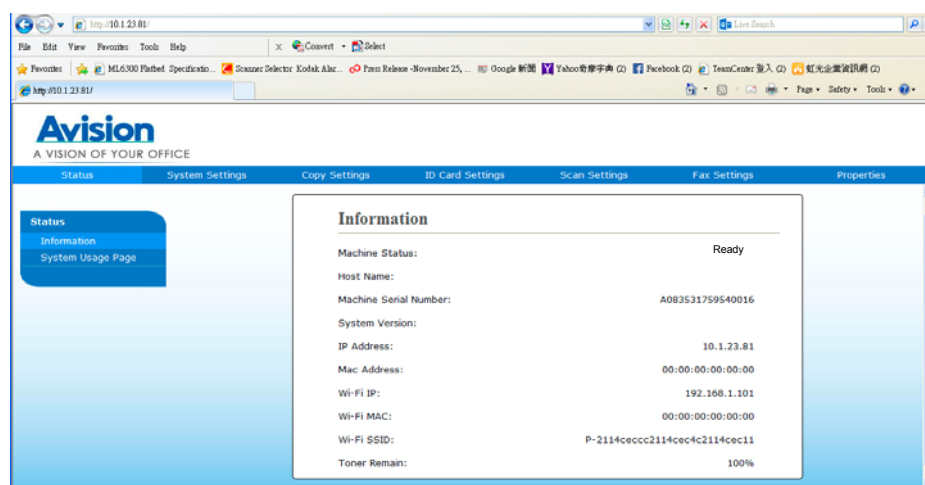 http://10.1.23.81/
Live Search
File Edit View Favorites Tools Help x Convert Select
Favorites ML6300 Flatbed Specificatio... Scanner Selector Kodak Alar... Press Release -November 25, ... Google 新聞 Yahoo奇摩字典 (2) Facebook (2) TeamCenter 登入 (2) 虹光企業資訊網 (2)
http://10.1.23.81/ Page Safety Tools
Avision
A VISION OF YOUR OFFICE
Status System Settings Copy Settings ID Card Settings Scan Settings Fax Settings Properties
Status
Information
System Usage Page
Information
Machine Status: Ready
Host Name:
Machine Serial Number: A083531759540016
System Version:
IP Address: 10.1.23.81
Mac Address: 00:00:00:00:00:00
Wi-Fi IP: 192.168.1.101
Wi-Fi MAC: 00:00:00:00:00:00
Wi-Fi SSID: P-2114ceccc2114cec4c2114cec11
Toner Remain: 100%